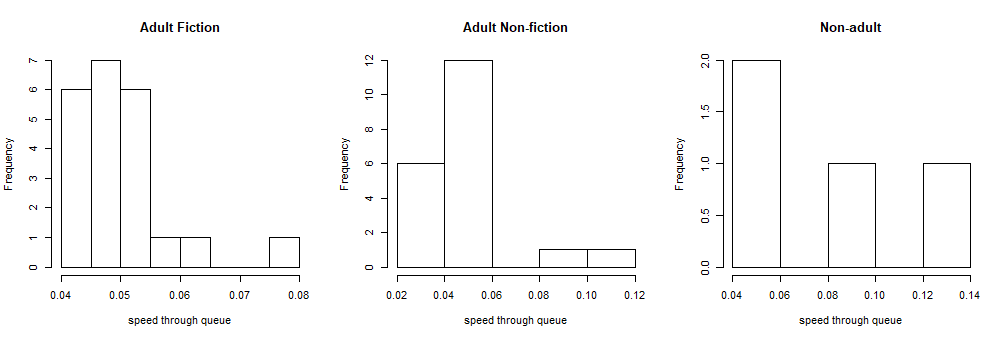 Adult Fiction
Frequency
7
6
5
4
3
2
1
0
0.04 0.05 0.06 0.07 0.08
speed through queue
Adult Non-fiction
Frequency
12
10
8
6
4
2
0
0.02 0.04 0.06 0.08 0.10 0.12
speed through queue
Non-adult
Frequency
2.0
1.5
1.0
0.5
0.0
0.04 0.06 0.08 0.10 0.12 0.14
speed through queue